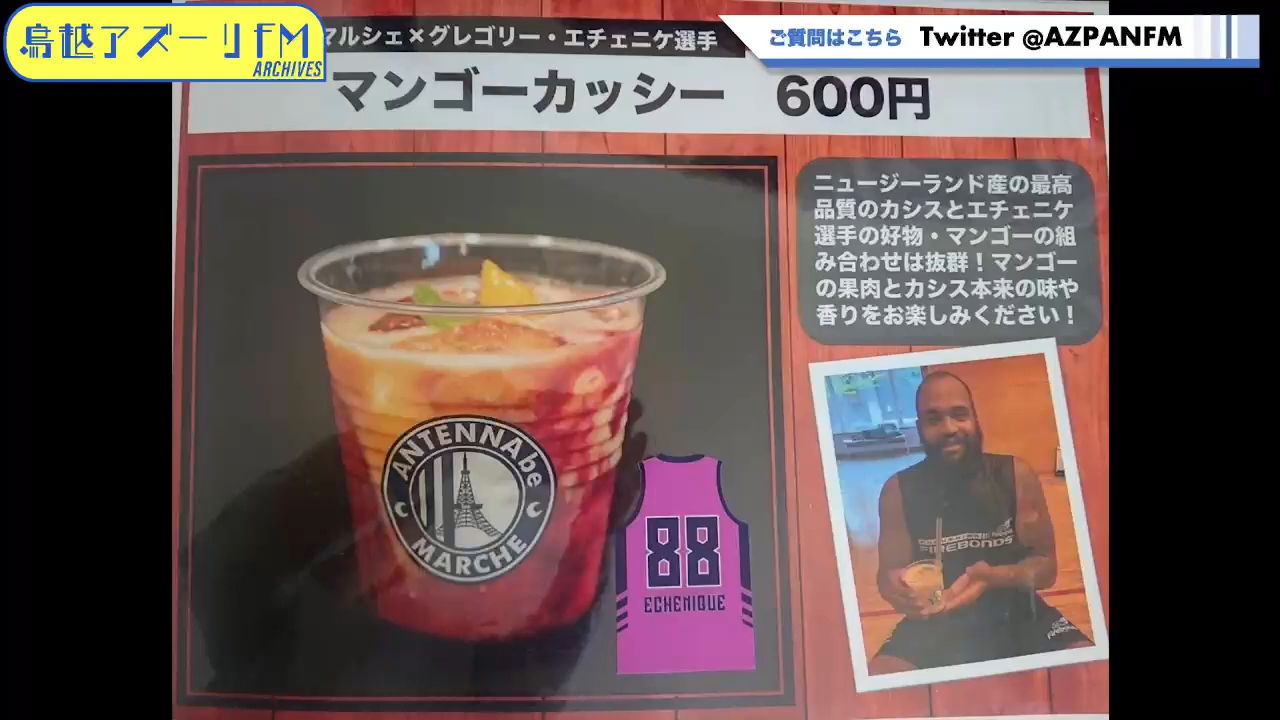 鳥越アズーリFM
ARCHIVES
マルシェ×グレゴリー・エチェニケ選手
ご質問はこちら Twitter @AZPANFM
マンゴーカッシー 600円
ニュージーランド産の最高
品質のカシスとエチェニケ
選手の好物・マンゴーの組
み合わせは抜群！マンゴー
の果肉とカシス本来の味や
香りをお楽しみください！
ANTENNA be
MARCHE
88
ECHENIQUE
FIREBONDS